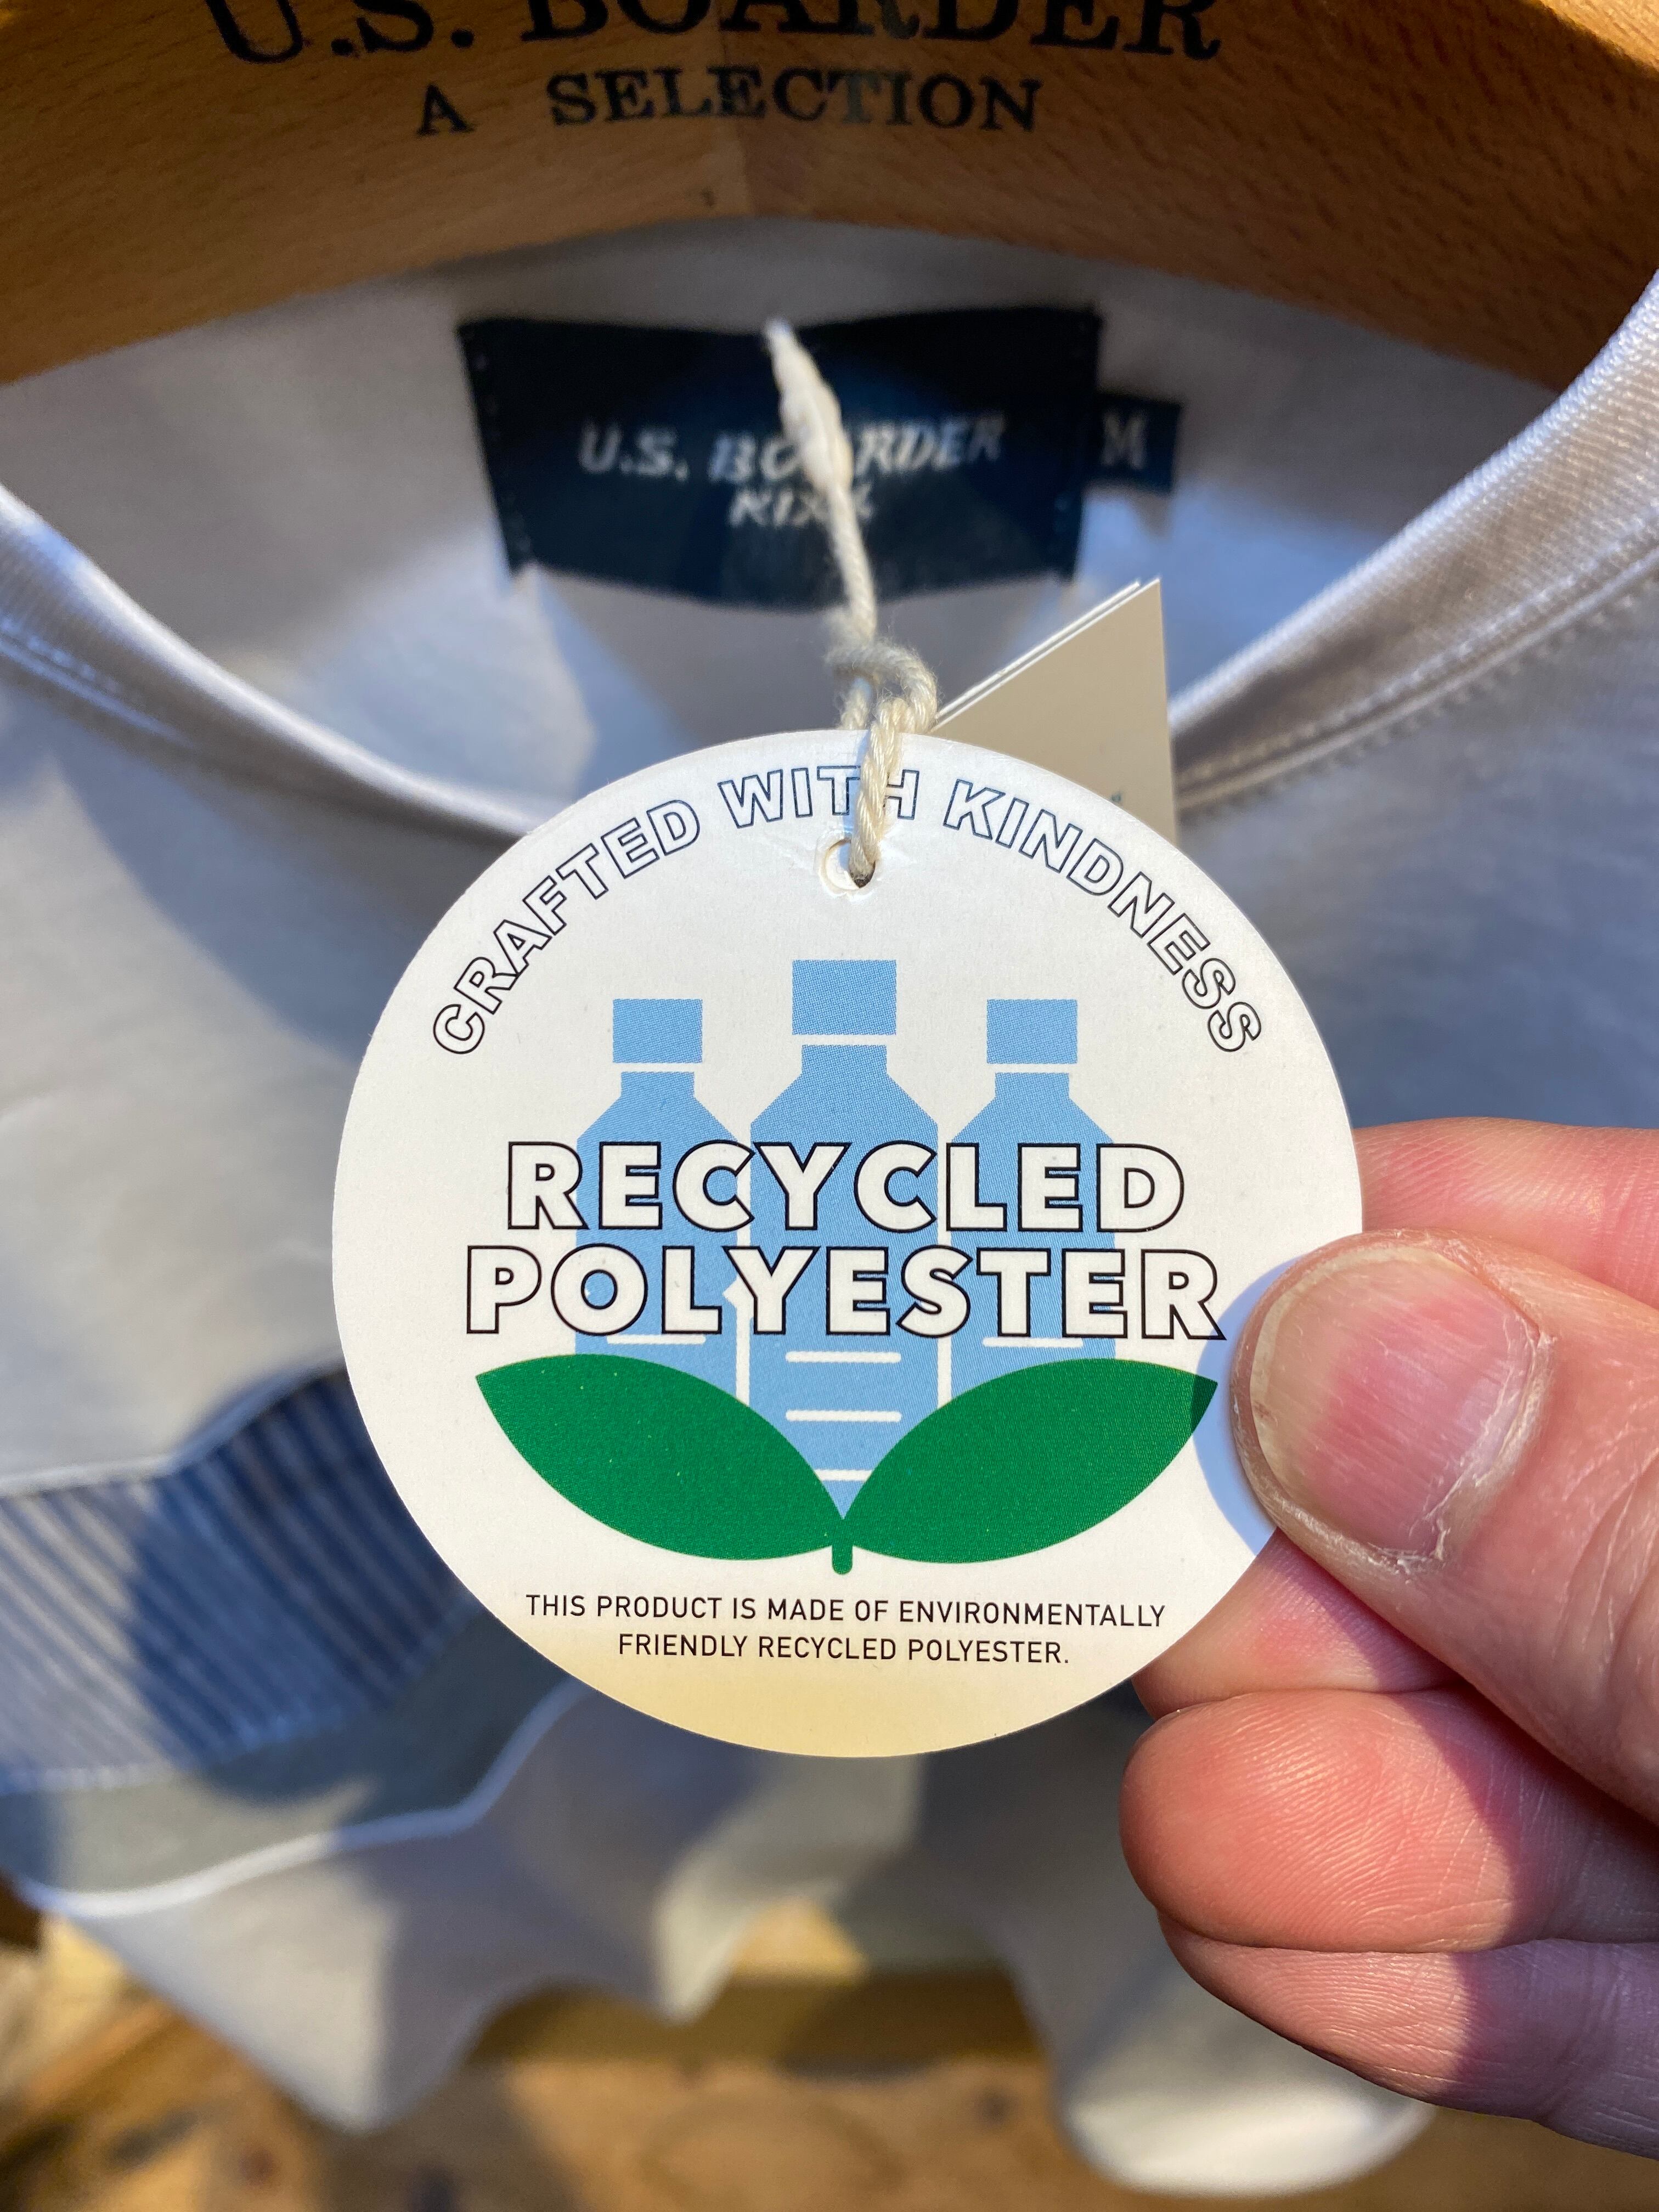 U.S. BOARDER
A SELECTION
U.S. BOARDER
M
CRAFTED WITH KINDNESS
RECYCLED
POLYESTER
THIS PRODUCT IS MADE OF ENVIRONMENTALLY
FRIENDLY RECYCLED POLYESTER.